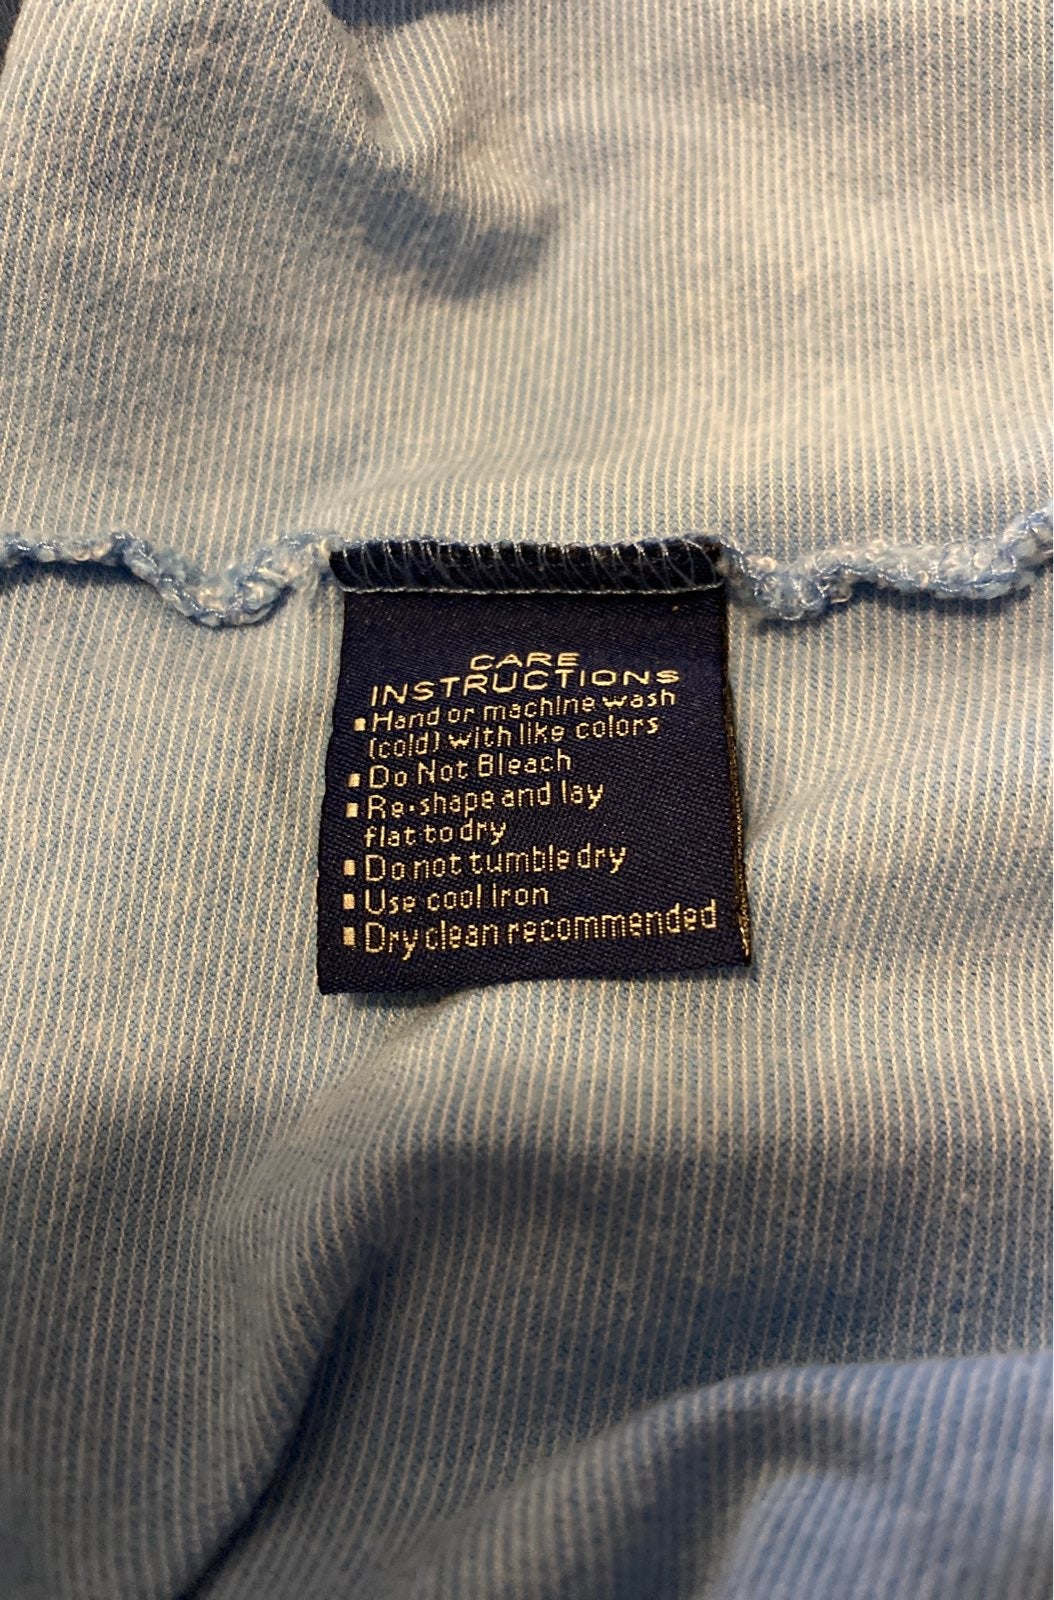 CARE
INSTRUCTIONS
▪ Hand or machine wash
(cold) with like colors
▪ Do Not Bleach
▪ Re-shape and lay
flat to dry
▪ Do not tumble dry
▪ Use cool iron
▪ Dry clean recommended